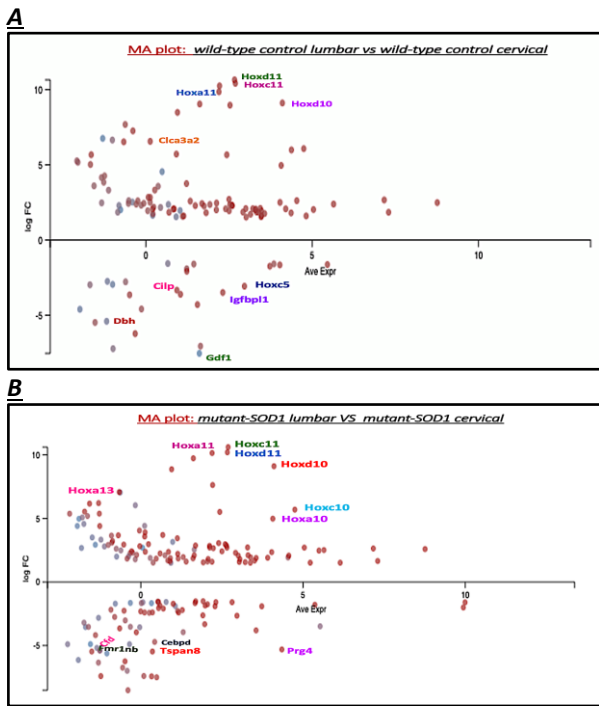 A
MA plot: wild-type control lumbar vs wild-type control cervical
Hoxd11
10
Hoxa11
Hoxc11
Hoxd10
Clca3a2
5
log FC
0
0
5
10
Ave Expr
Cilp
Hoxc5
Igfbpl1
-5
Dbh
Gdf1
B
MA plot: mutant-SOD1 lumbar VS mutant-SOD1 cervical
Hoxa11
Hoxc11
10
Hoxd11
Hoxd10
Hoxa13
Hoxc10
5
Hoxa10
log FC
0
0
5
10
Ave Expr
Cfd
Cebpd
-5
Fmr1nb
Tspan8
Prg4